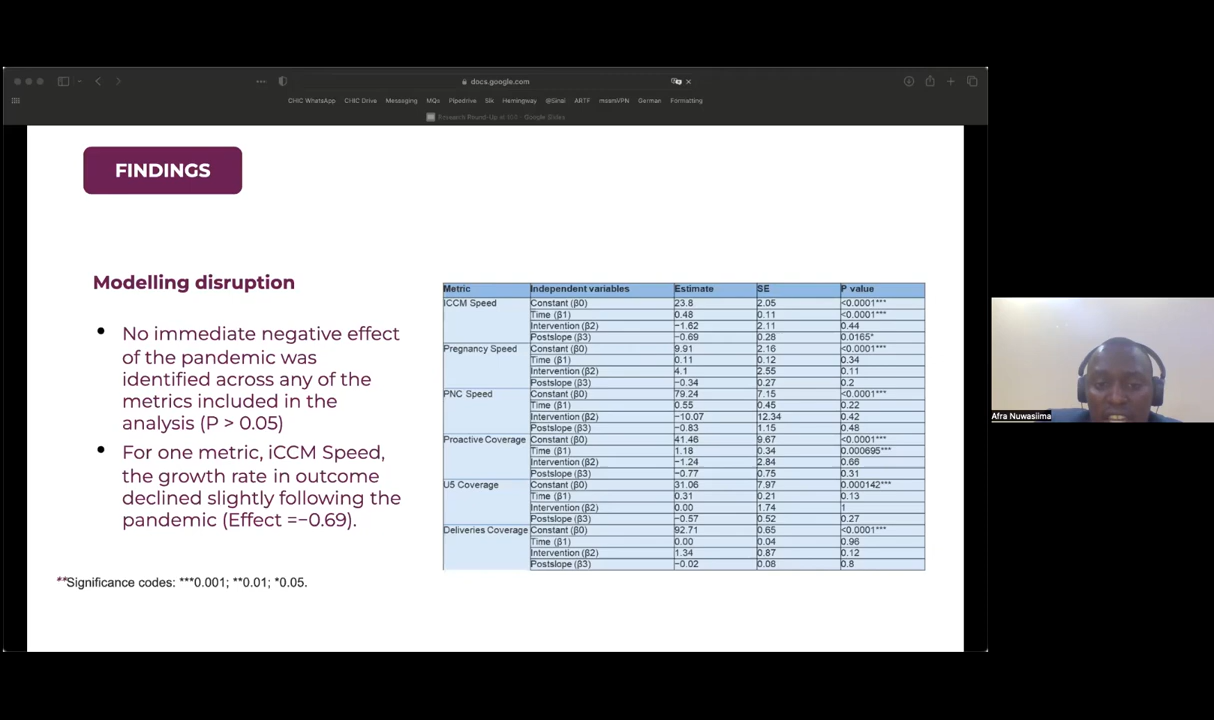 docs.google.com
CHIC WhatsApp CHIC Drive Messaging MQs Pipedrive Slk Hemingway @Sinai ARTF mssmVPN German Formatting
Research Round-Up at - Google Slides
FINDINGS
Modelling disruption
• No immediate negative effect
of the pandemic was
identified across any of the
metrics included in the
analysis (P > 0.05)
• For one metric, iCCM Speed,
the growth rate in outcome
declined slightly following the
pandemic (Effect =−0.69).
**Significance codes: ***0.001; **0.01; *0.05.
Metric Independent variables Estimate SE P value
iCCM Speed Constant (β0) 23.8 2.05 <0.0001***
Time (β1) 0.48 0.11 <0.0001***
Intervention (β2) −1.62 2.11 0.44
Postslope (β3) −0.69 0.28 0.0165*
Pregnancy Speed Constant (β0) 9.91 2.16 <0.0001***
Time (β1) 0.11 0.12 0.34
Intervention (β2) 4.1 2.55 0.11
Postslope (β3) −0.34 0.27 0.2
PNC Speed Constant (β0) 79.24 7.15 <0.0001***
Time (β1) 0.55 0.45 0.22
Intervention (β2) −10.07 12.34 0.42
Postslope (β3) −0.83 1.15 0.48
Proactive Coverage Constant (β0) 41.46 9.67 <0.0001***
Time (β1) 1.18 0.34 0.000695***
Intervention (β2) −1.24 2.84 0.66
Postslope (β3) −0.77 0.75 0.31
U5 Coverage Constant (β0) 31.06 7.97 0.000142***
Time (β1) 0.31 0.21 0.13
Intervention (β2) 0.00 1.74 1
Postslope (β3) −0.57 0.52 0.27
Deliveries Coverage Constant (β0) 92.71 0.65 <0.0001***
Time (β1) 0.00 0.04 0.96
Intervention (β2) 1.34 0.87 0.12
Postslope (β3) −0.02 0.08 0.8
Afra Nuwasiima